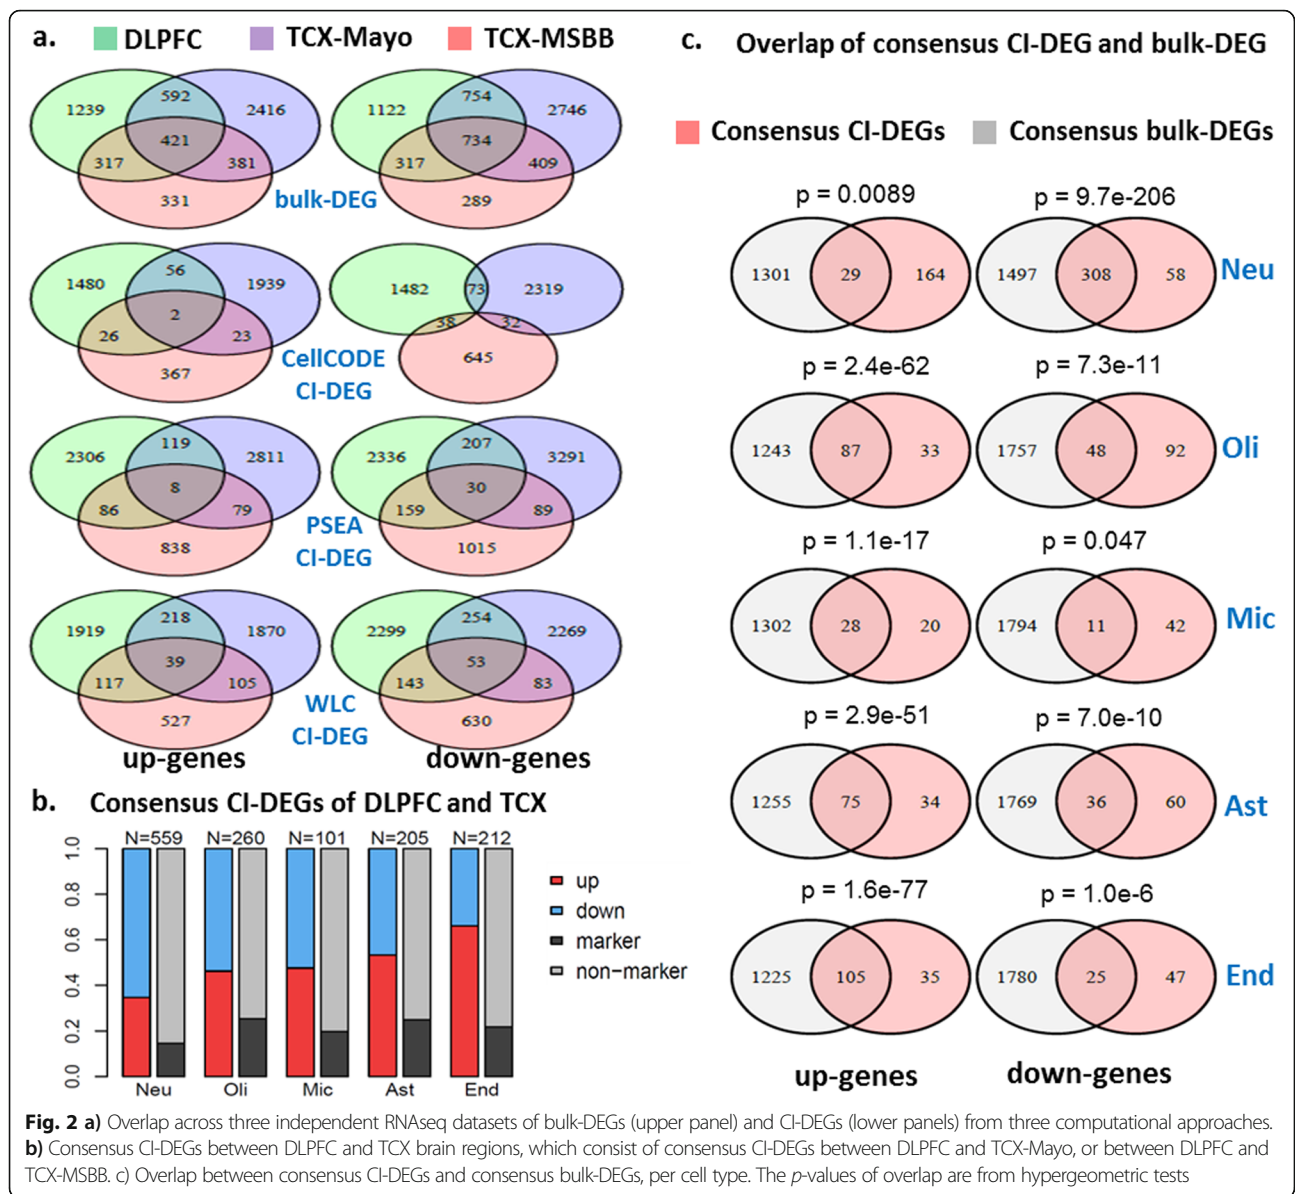 a. DLPFC TCX-Mayo TCX-MSBB
1239 592 2416
421
317 381
331
1122 754 2746
734
317 409
289
bulk-DEG
1480 56 1939
2
26 23
367
1482 73 2319
38 32
645
CellCODE
CI-DEG
2306 119 2811
8
86 79
838
2336 207 3291
30
159 89
1015
PSEA
CI-DEG
1919 218 1870
39
117 105
527
2299 254 2269
53
143 83
630
WLC
CI-DEG
up-genes down-genes
b. Consensus CI-DEGs of DLPFC and TCX
N=559 N=260 N=101 N=205 N=212
1.0
0.8
0.6
0.4
0.2
0.0
Neu Oli Mic Ast End
up
down
marker
non-marker
c. Overlap of consensus CI-DEG and bulk-DEG
Consensus CI-DEGs Consensus bulk-DEGs
p = 0.0089 p = 9.7e-206
1301 29 164 1497 308 58 Neu
p = 2.4e-62 p = 7.3e-11
1243 87 33 1757 48 92 Oli
p = 1.1e-17 p = 0.047
1302 28 20 1794 11 42 Mic
p = 2.9e-51 p = 7.0e-10
1255 75 34 1769 36 60 Ast
p = 1.6e-77 p = 1.0e-6
1225 105 35 1780 25 47 End
up-genes down-genes
Fig. 2 a) Overlap across three independent RNAseq datasets of bulk-DEGs (upper panel) and CI-DEGs (lower panels) from three computational approaches.
b) Consensus CI-DEGs between DLPFC and TCX brain regions, which consist of consensus CI-DEGs between DLPFC and TCX-Mayo, or between DLPFC and
TCX-MSBB. c) Overlap between consensus CI-DEGs and consensus bulk-DEGs, per cell type. The p-values of overlap are from hypergeometric tests